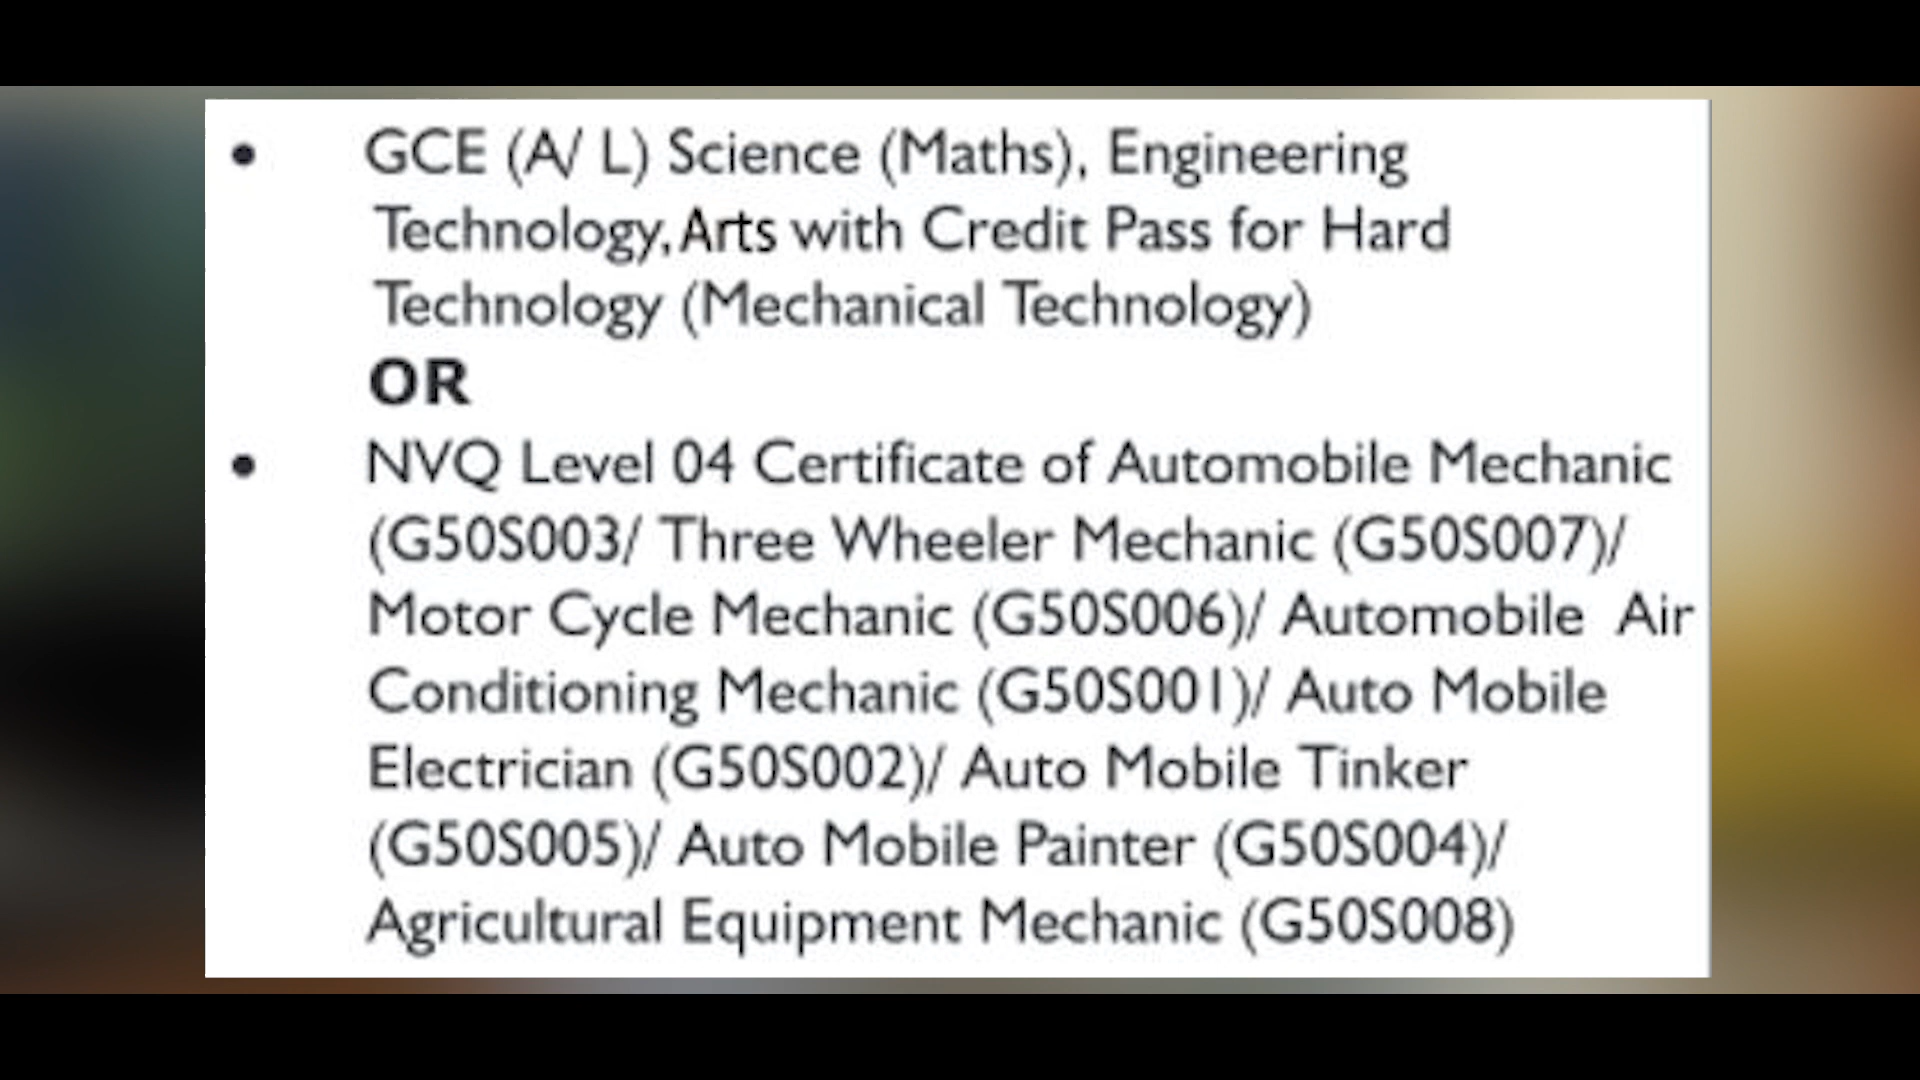 • GCE (A/ L) Science (Maths), Engineering
Technology, Arts with Credit Pass for Hard
Technology (Mechanical Technology)
OR
• NVQ Level 04 Certificate of Automobile Mechanic
(G50S003/ Three Wheeler Mechanic (G50S007)/
Motor Cycle Mechanic (G50S006)/ Automobile Air
Conditioning Mechanic (G50S001)/ Auto Mobile
Electrician (G50S002)/ Auto Mobile Tinker
(G50S005)/ Auto Mobile Painter (G50S004)/
Agricultural Equipment Mechanic (G50S008)